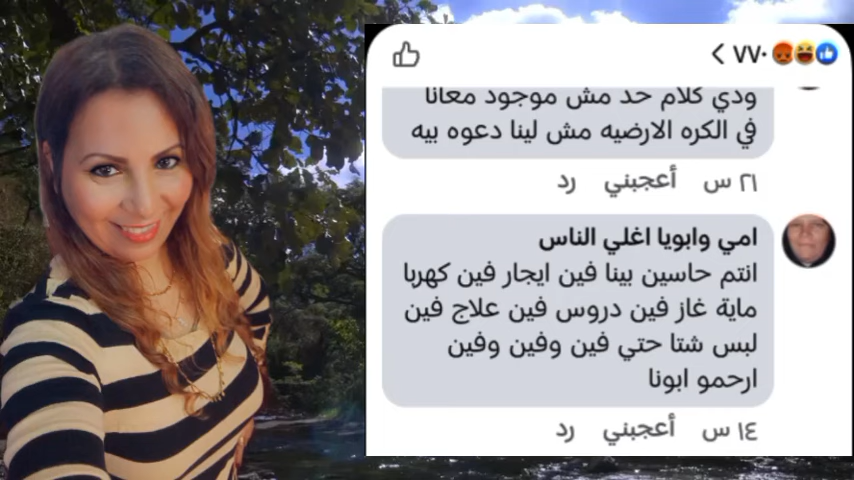 ٧٧٠
ودي كلام حد مش موجود معانا
في الكره الارضيه مش لينا دعوه بيه
٢١ س أعجبني رد
امي وابويا اغلي الناس
انتم حاسين بينا فين ايجار فين كهربا
ماية غاز فين دروس فين علاج فين
لبس شتا حتي فين وفين وفين
ارحمو ابونا
١٤ س أعجبني رد